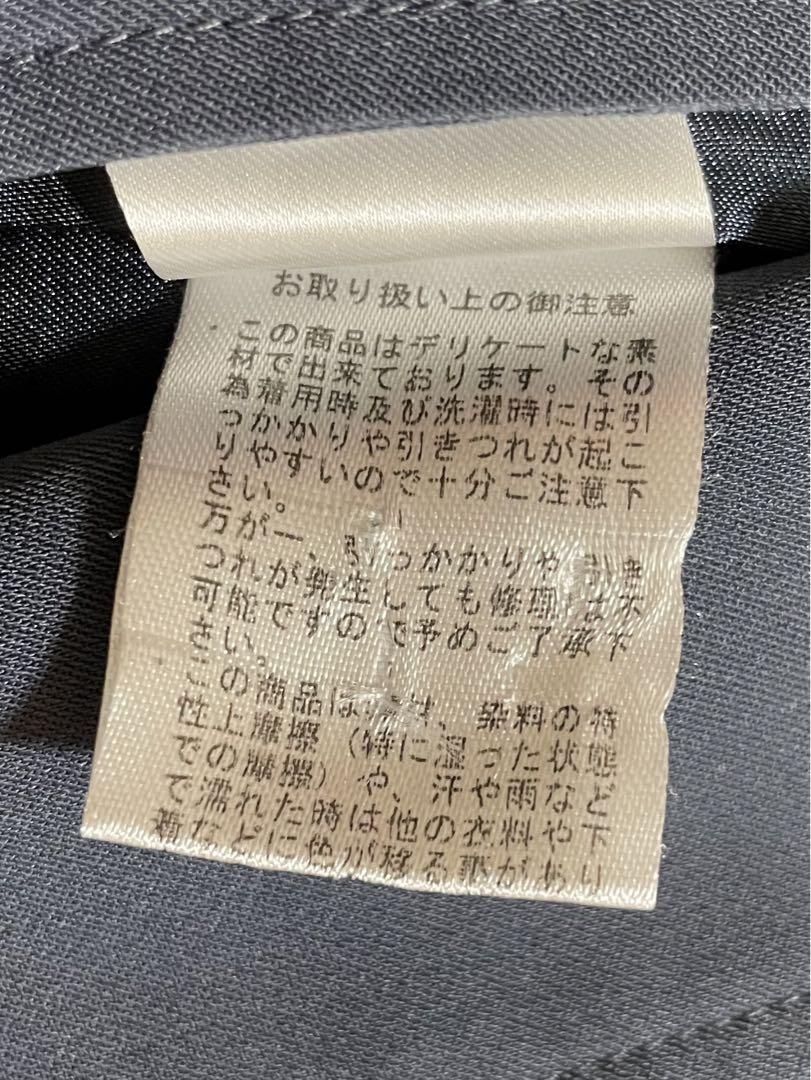 お取り扱い上の御注意
この商品はデリケートな素
材で出来ております。その
為着用時及び洗濯時には引
っかかりや引きつれが起こ
りやすいので十分ご注意下
さい。
万が一、引っかかりや引き
つれが発生しても修理は不
可能ですので予めご了承下
さい。
この商品は、染料の特
性上摩擦（特に湿った状態
での摩擦）や、汗や雨など
で濡れた時は他の衣料や下
着などに色が移る事があり